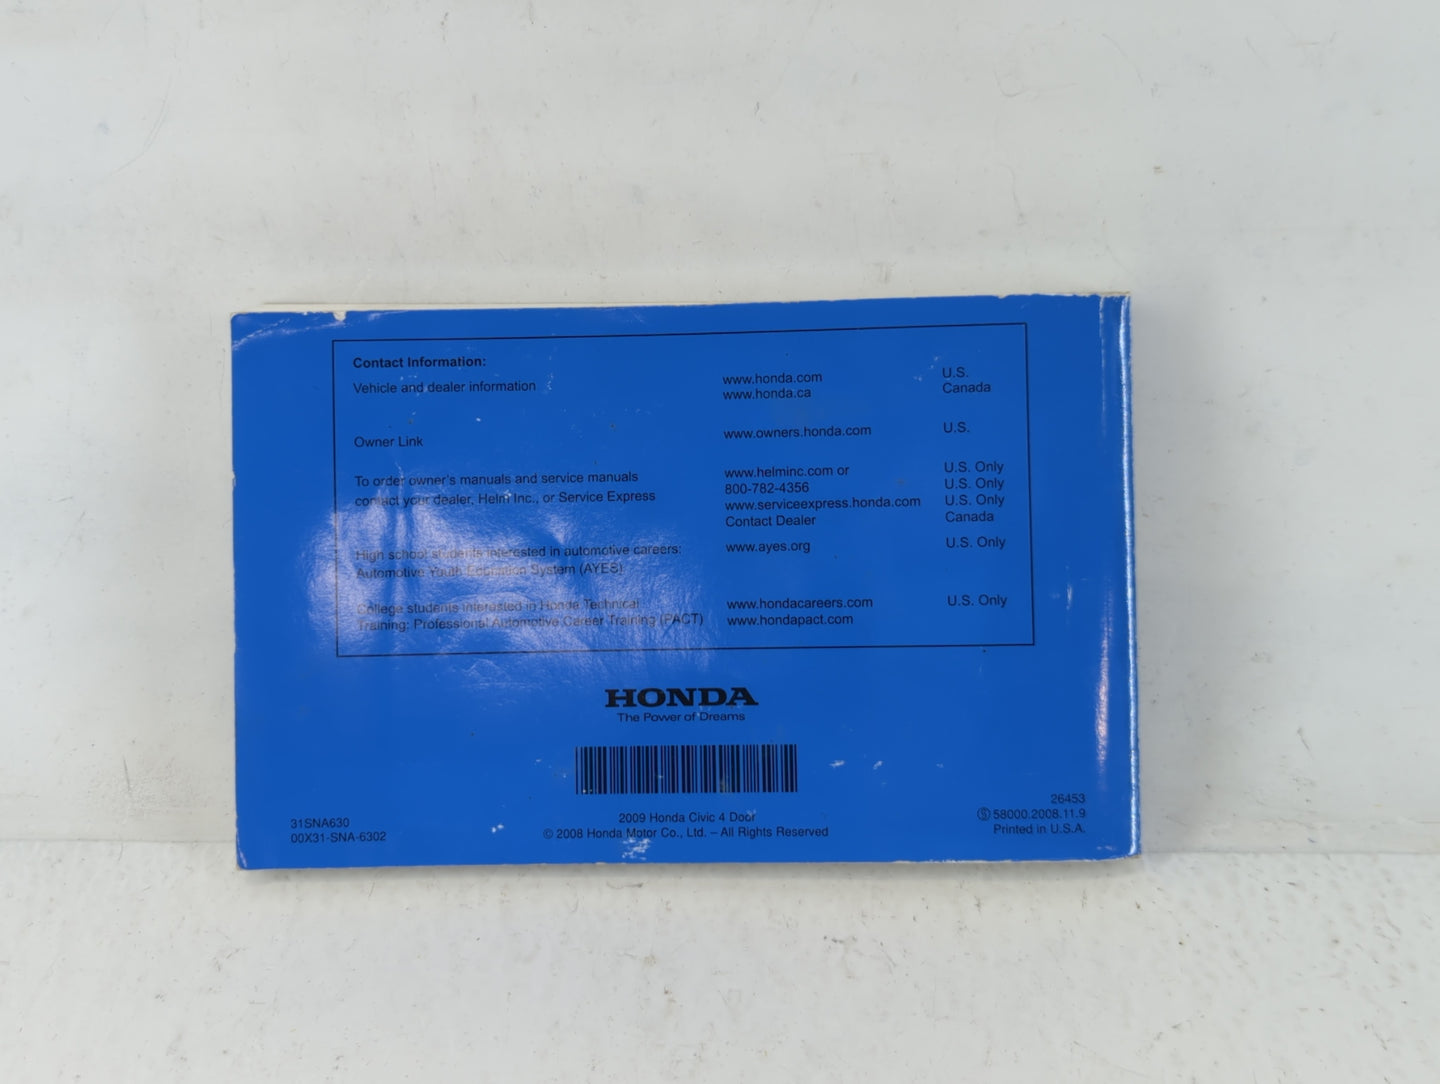 Contact Information:
Vehicle and dealer information www.honda.com U.S.
www.honda.ca Canada
Owner Link www.owners.honda.com U.S.
To order owner's manuals and service manuals www.helminc.com or U.S. Only
contact your dealer, Helm Inc., or Service Express 800-782-4356 U.S. Only
www.serviceexpress.honda.com U.S. Only
Contact Dealer Canada
High school students interested in automotive careers: www.ayes.org U.S. Only
Automotive Youth Education System (AYES)
College students interested in Honda Technical www.hondacareers.com U.S. Only
Training: Professional Automotive Career Training (PACT) www.hondapact.com
HONDA
The Power of Dreams
31SNA630
00X31-SNA-6302
2009 Honda Civic 4 Door
© 2008 Honda Motor Co., Ltd. – All Rights Reserved
26453
Ⓢ 58000.2008.11.9
Printed in U.S.A.